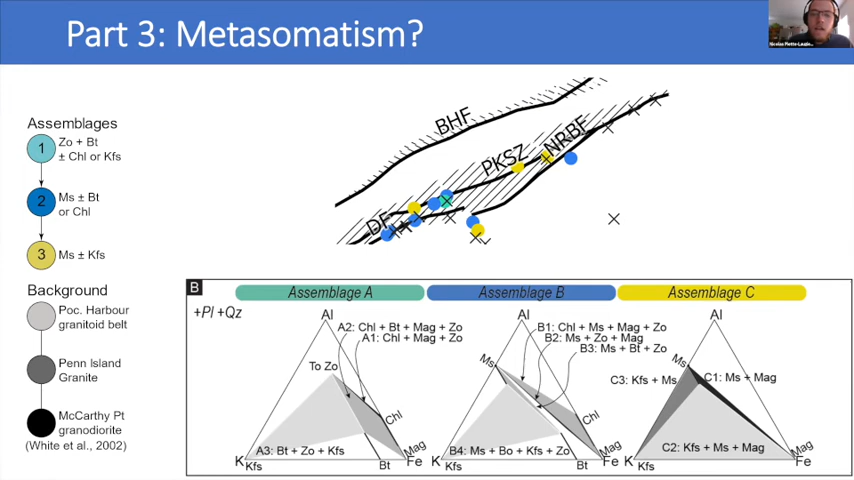 Part 3: Metasomatism?
Assemblages
1
Zo + Bt
± Chl or Kfs
2
Ms ± Bt
or Chl
3
Ms ± Kfs
Background
Poc. Harbour
granitoid belt
Penn Island
Granite
McCarthy Pt
granodiorite
(White et al., 2002)
BHF
PKSZ
NRBF
DF
B
Assemblage A
Assemblage B
Assemblage C
+Pl +Qz
Al
A2: Chl + Bt + Mag + Zo
A1: Chl + Mag + Zo
To Zo
Chl
A3: Bt + Zo + Kfs
K
Kfs
Bt
Mag
Fe
Al
B1: Chl + Ms + Mag + Zo
B2: Ms + Zo + Mag
B3: Ms + Bt + Zo
Ms
Chl
B4: Ms + Bo + Kfs + Zo
K
Kfs
Bt
Mag
Fe
Al
Ms
C3: Kfs + Ms
C1: Ms + Mag
C2: Kfs + Ms + Mag
K
Kfs
Mag
Fe